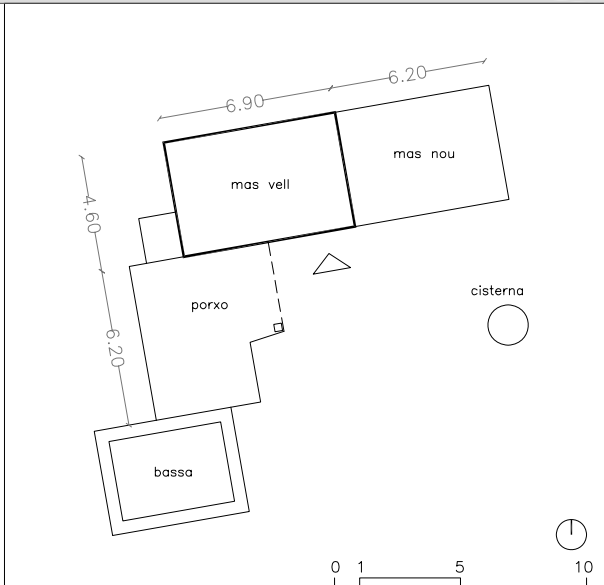 6.90
6.20
mas nou
mas vell
4.60
cisterna
porxo
6.20
bassa
0 1 5 10